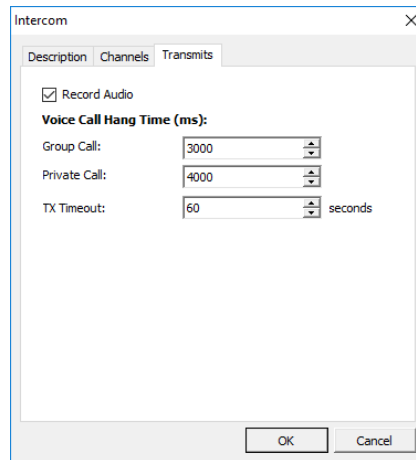 Intercom
Description Channels Transmits
Record Audio
Voice Call Hang Time (ms):
Group Call: 3000
Private Call: 4000
TX Timeout: 60 seconds
OK Cancel